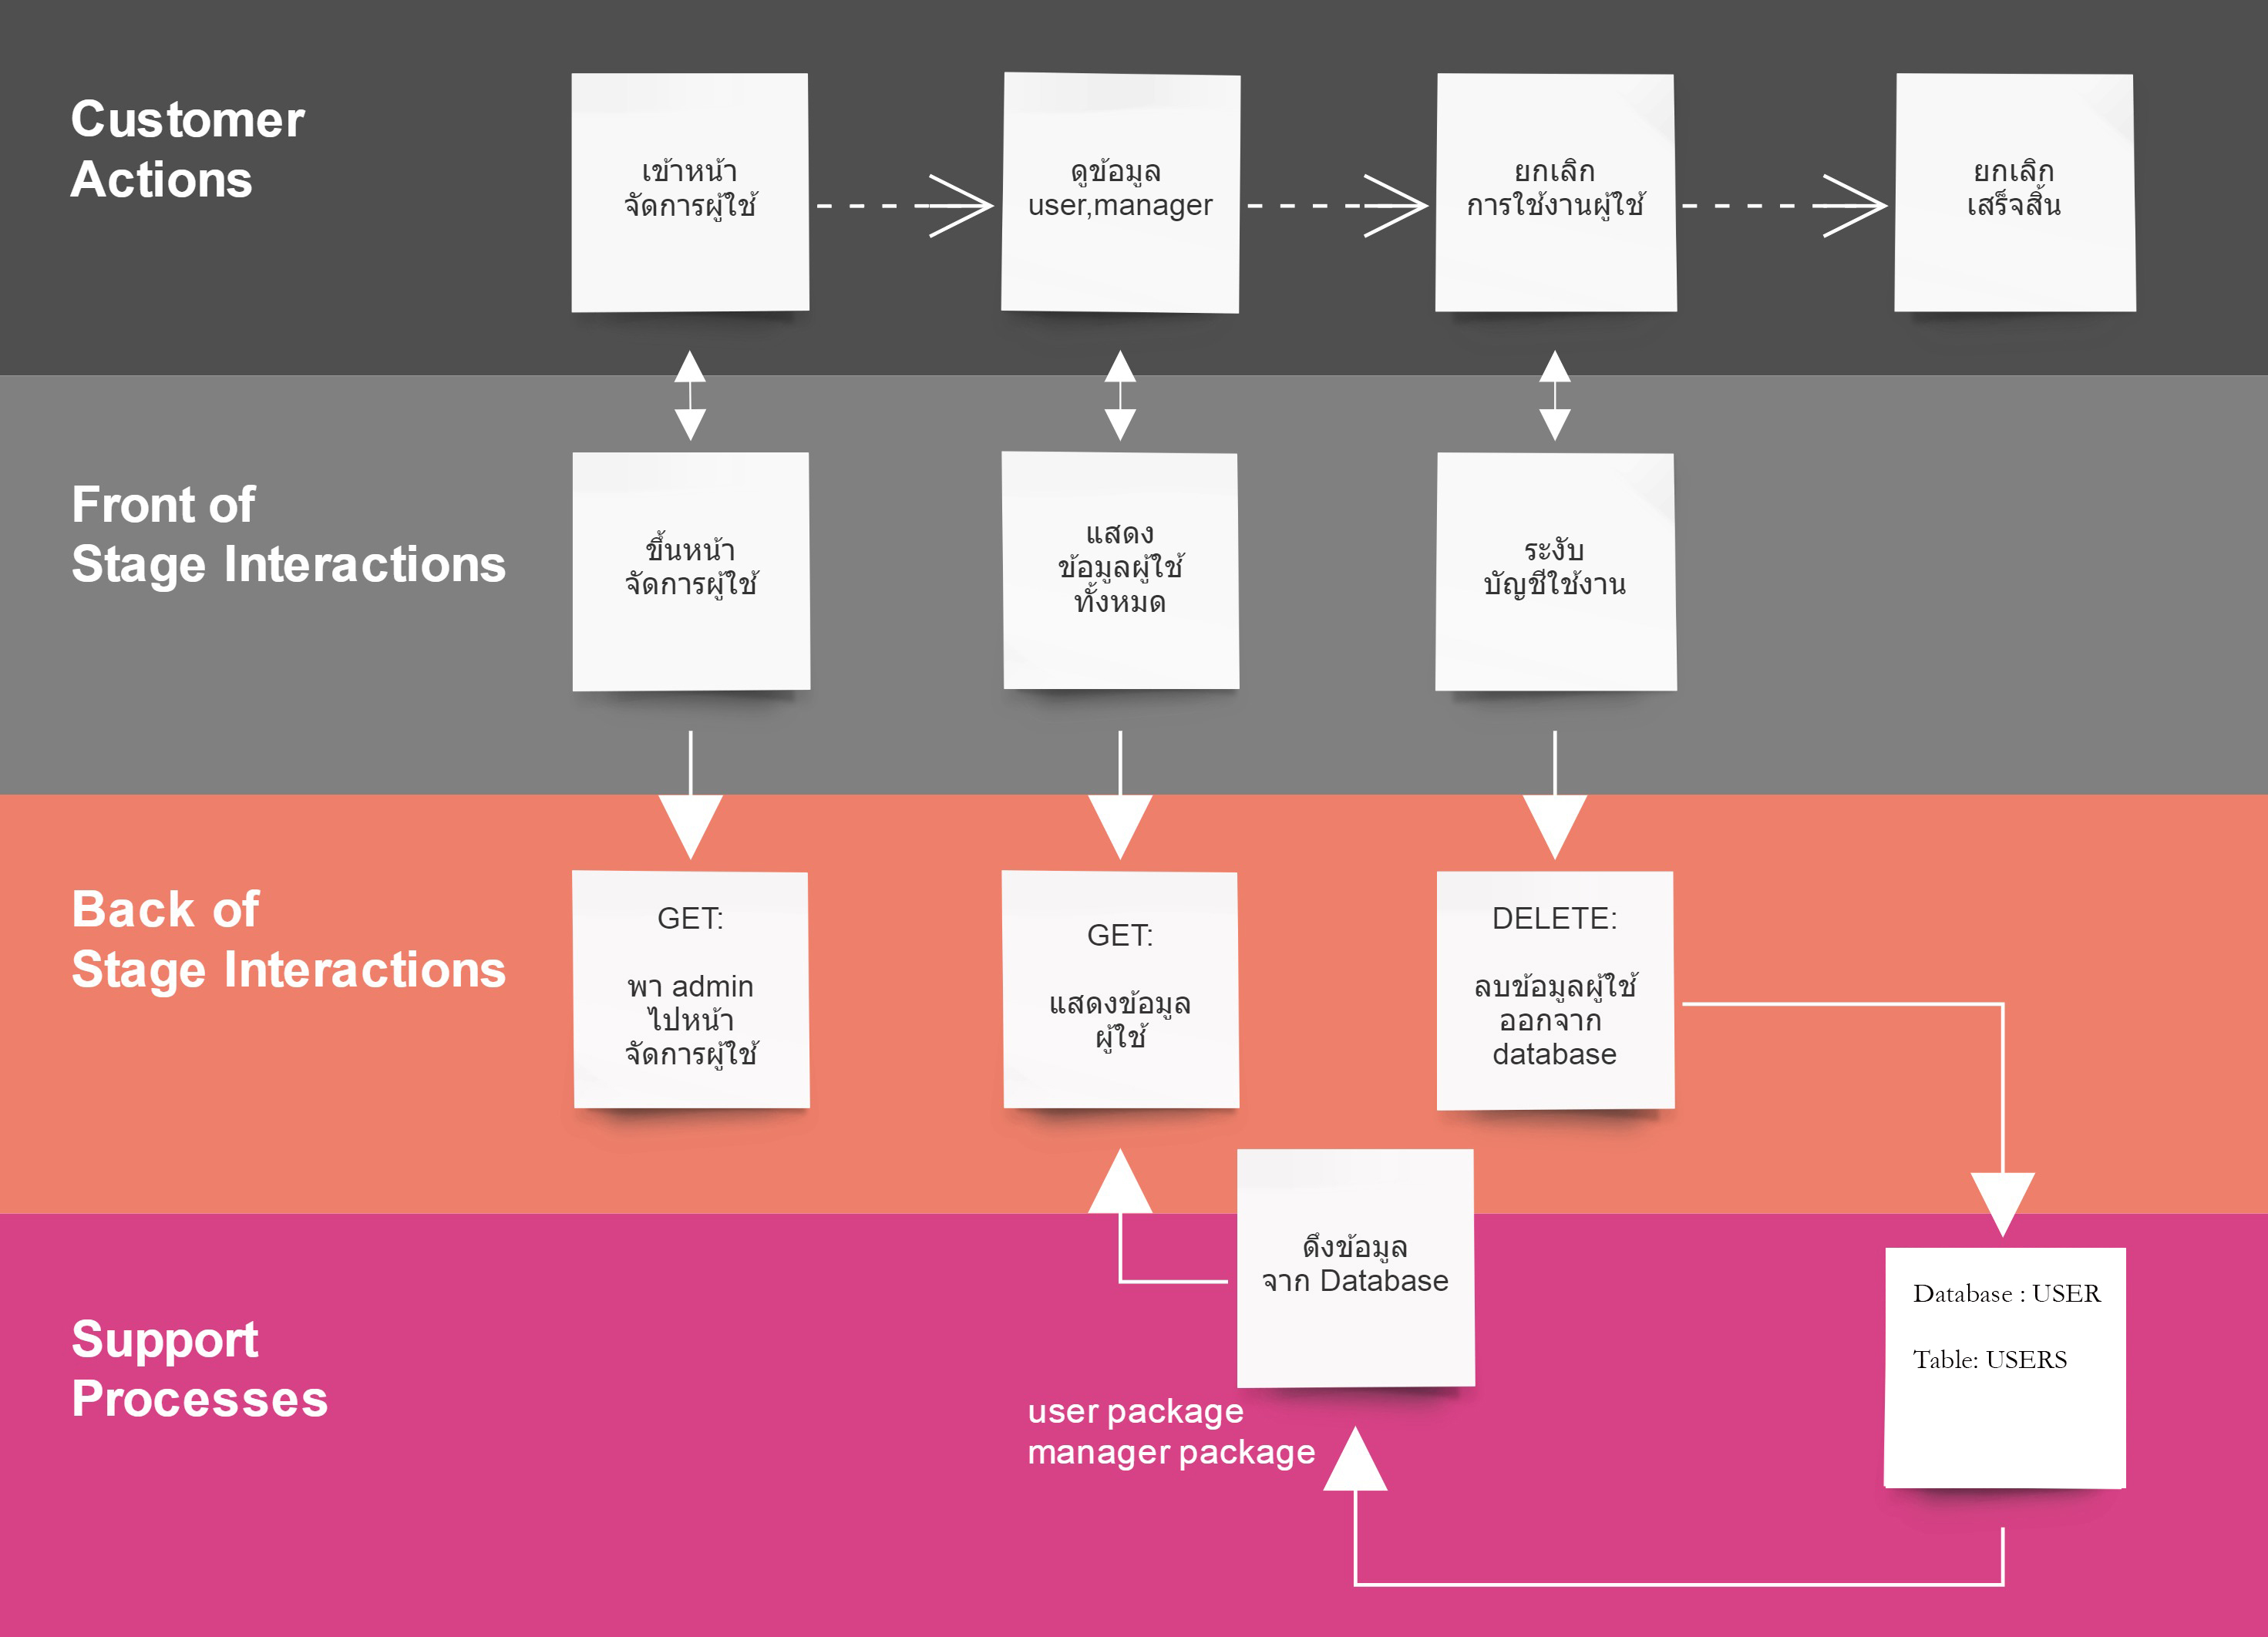 Customer
Actions
เข้าหน้า
จัดการผู้ใช้
ดูข้อมูล
user,manager
ยกเลิก
การใช้งานผู้ใช้
ยกเลิก
เสร็จสิ้น
Front of
Stage Interactions
ขึ้นหน้า
จัดการผู้ใช้
แสดง
ข้อมูลผู้ใช้
ทั้งหมด
ระงับ
บัญชีใช้งาน
Back of
Stage Interactions
GET:
พา admin
ไปหน้า
จัดการผู้ใช้
GET:
แสดงข้อมูล
ผู้ใช้
DELETE:
ลบข้อมูลผู้ใช้
ออกจาก
database
Support
Processes
ดึงข้อมูล
จาก Database
user package
manager package
Database : USER
Table: USERS